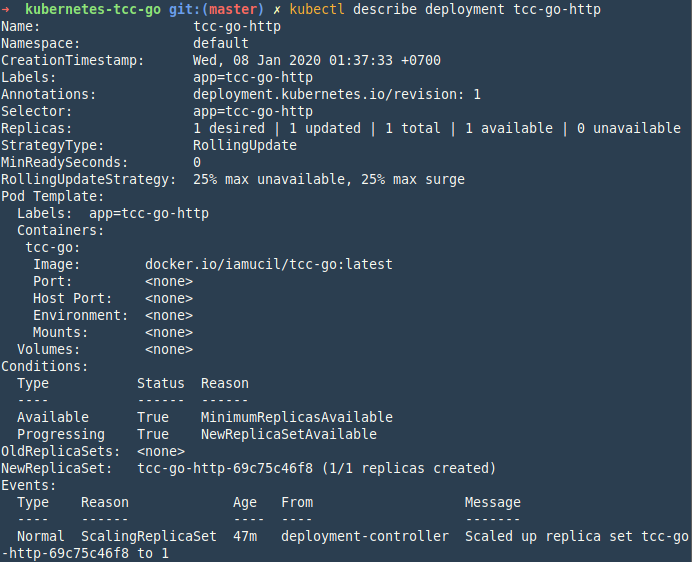 ➜  kubernetes-tcc-go git:(master) ✗ kubectl describe deployment tcc-go-http
Name:                   tcc-go-http
Namespace:              default
CreationTimestamp:      Wed, 08 Jan 2020 01:37:33 +0700
Labels:                 app=tcc-go-http
Annotations:            deployment.kubernetes.io/revision: 1
Selector:               app=tcc-go-http
Replicas:               1 desired | 1 updated | 1 total | 1 available | 0 unavailable
StrategyType:           RollingUpdate
MinReadySeconds:        0
RollingUpdateStrategy:  25% max unavailable, 25% max surge
Pod Template:
  Labels:  app=tcc-go-http
  Containers:
   tcc-go:
    Image:        docker.io/iamucil/tcc-go:latest
    Port:         <none>
    Host Port:    <none>
    Environment:  <none>
    Mounts:       <none>
  Volumes:        <none>
Conditions:
  Type           Status  Reason
  ----           ------  ------
  Available      True    MinimumReplicasAvailable
  Progressing    True    NewReplicaSetAvailable
OldReplicaSets:  <none>
NewReplicaSet:   tcc-go-http-69c75c46f8 (1/1 replicas created)
Events:
  Type    Reason             Age   From                   Message
  ----    ------             ----  ----                   -------
  Normal  ScalingReplicaSet  47m   deployment-controller  Scaled up replica set tcc-go
-http-69c75c46f8 to 1